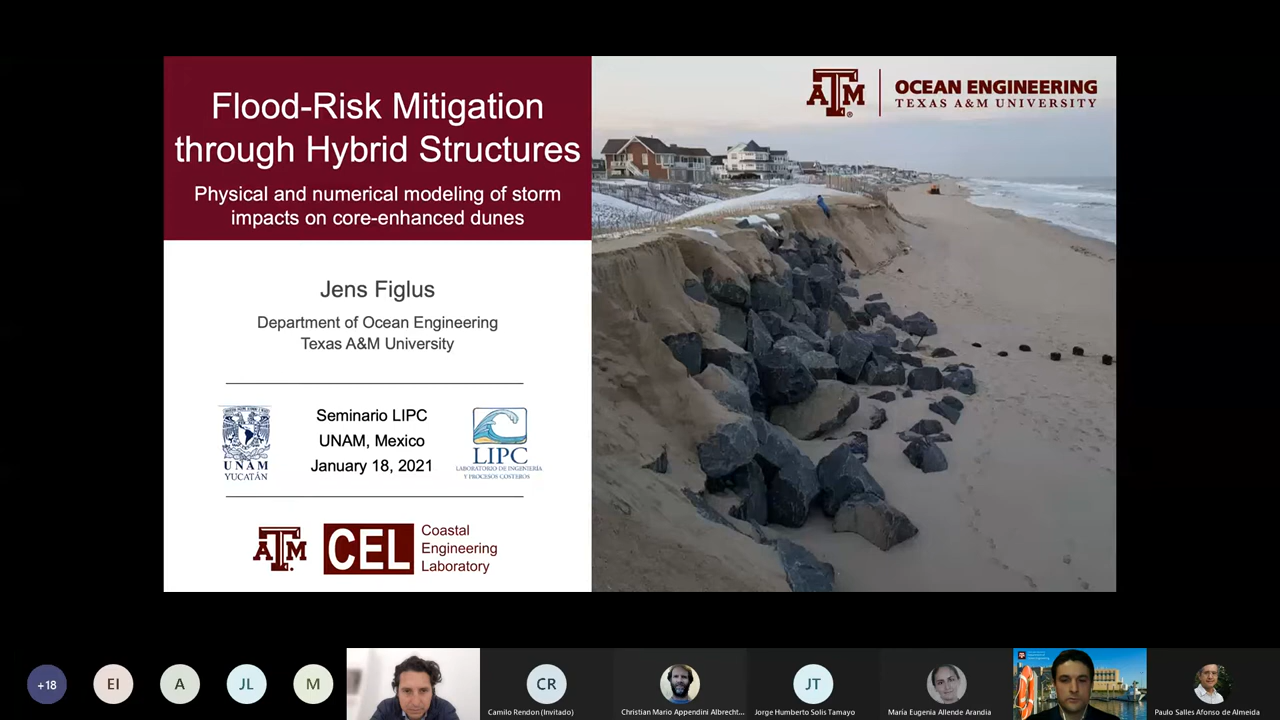 Flood-Risk Mitigation
through Hybrid Structures
Physical and numerical modeling of storm
impacts on core-enhanced dunes
Jens Figlus
Department of Ocean Engineering
Texas A&M University
Seminario LIPC
UNAM, Mexico
January 18, 2021
UNAM
YUCATÁN
LIPC
LABORATORIO DE INGENIERÍA
Y PROCESOS COSTEROS
ATM
CEL
Coastal
Engineering
Laboratory
ATM
OCEAN ENGINEERING
TEXAS A&M UNIVERSITY
+18
EI
A
JL
M
CR
Camilo Rendon (Invitado)
Christian Mario Appendini Albrecht...
JT
Jorge Humberto Solis Tamayo
María Eugenia Allende Arandia
Paulo Salles Afonso de Almeida